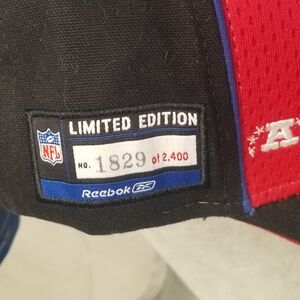 LIMITED EDITION
NFL
NO. 1829 of 2,400
Reebok
A